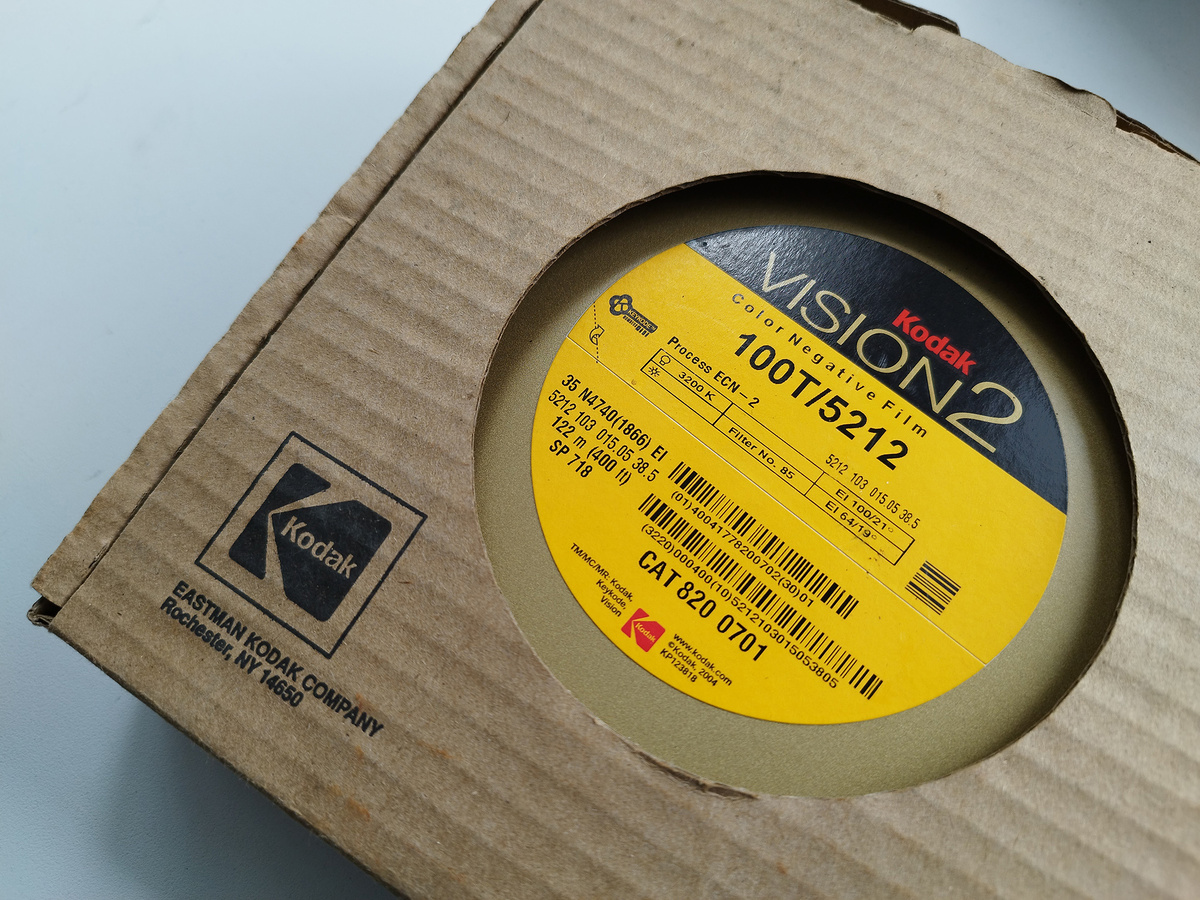 Kodak
VISION2
Color Negative Film
100T/5212
KEYKODE™
Process ECN-2
3200 K
Filter No. 85
EI 100/21°
EI 64/19°
5212 103 015.05 38.5
35 N4740(1866) EI
5212 103 015.05 38.5
122 m (400 ft)
SP 718
(01)40041778200702(30)01
(3220)000400(10)5212103015053805
CAT 820 0701
TM/MC/MR: Kodak,
Keykode,
Vision
Kodak
www.kodak.com
©Kodak, 2004
KP123818
Kodak
EASTMAN KODAK COMPANY
Rochester, NY 14650